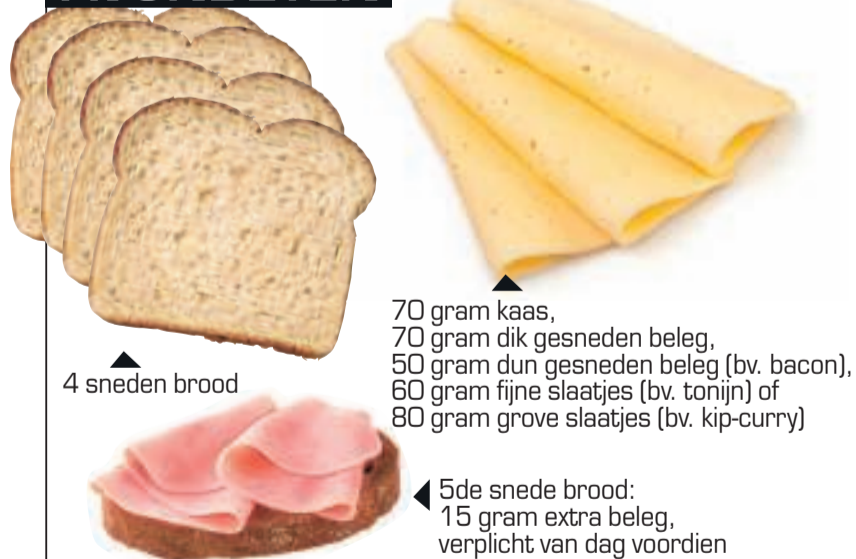 4 sneden brood
70 gram kaas,
70 gram dik gesneden beleg,
50 gram dun gesneden beleg (bv. bacon),
60 gram fijne slaatjes (bv. tonijn) of
80 gram grove slaatjes (bv. kip-curry)
5de snede brood:
15 gram extra beleg,
verplicht van dag voordien